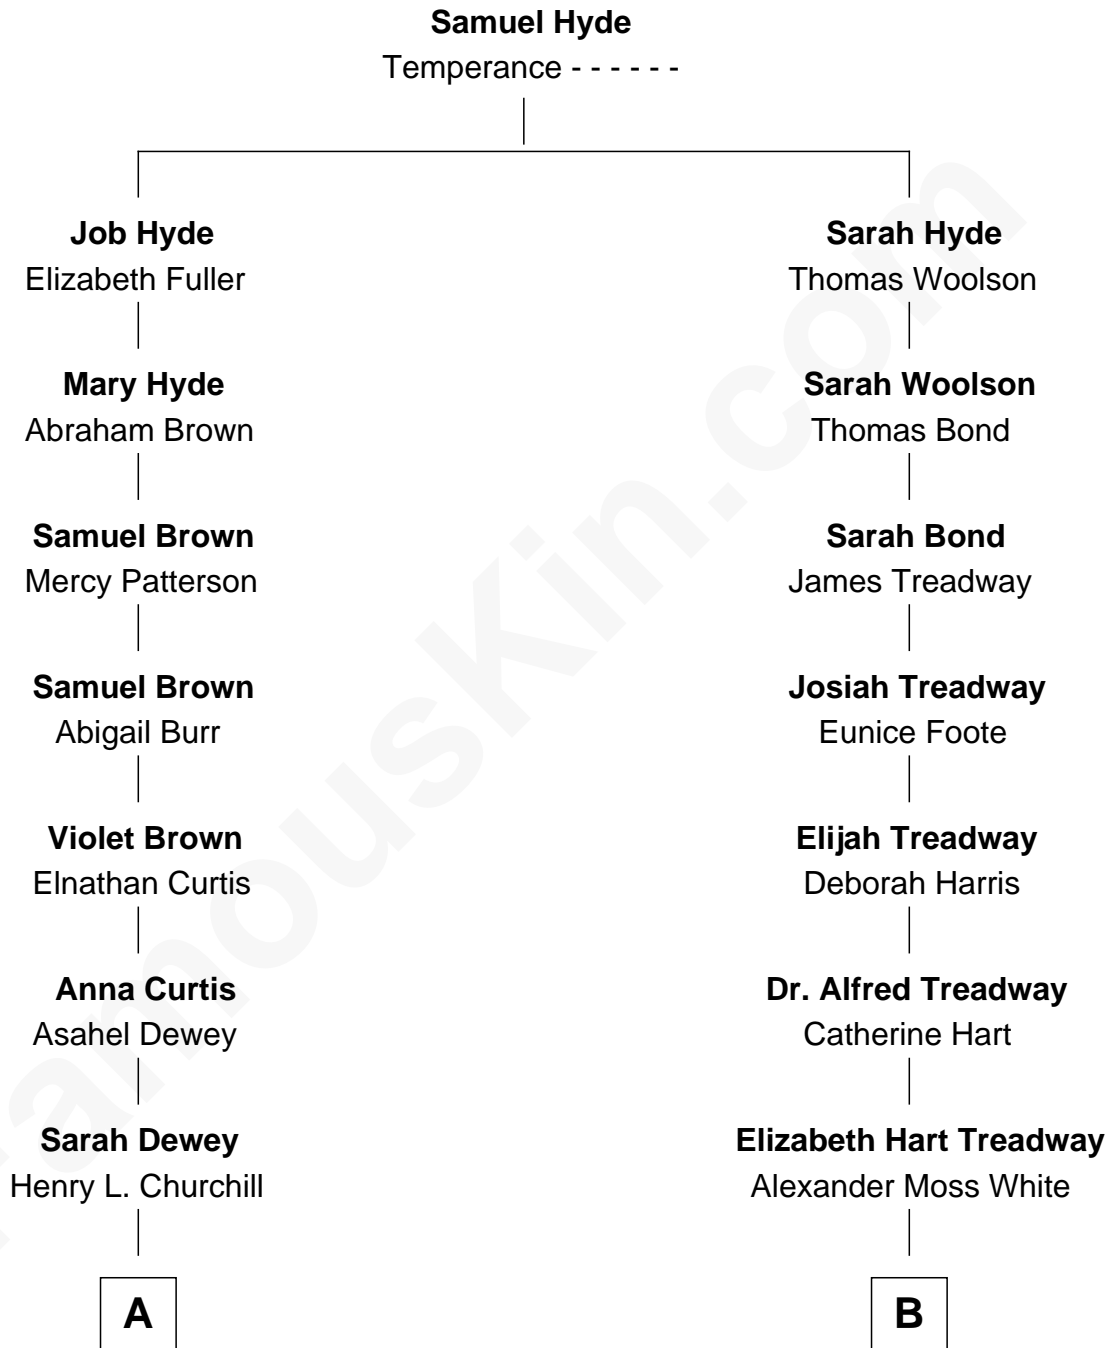 Samuel Hyde
Temperance - - - - - -
Job Hyde
Elizabeth Fuller
Sarah Hyde
Thomas Woolson
Mary Hyde
Abraham Brown
Sarah Woolson
Thomas Bond
Samuel Brown
Mercy Patterson
Sarah Bond
James Treadway
Samuel Brown
Abigail Burr
Josiah Treadway
Eunice Foote
Violet Brown
Elnathan Curtis
Elijah Treadway
Deborah Harris
Anna Curtis
Asahel Dewey
Dr. Alfred Treadway
Catherine Hart
Sarah Dewey
Henry L. Churchill
Elizabeth Hart Treadway
Alexander Moss White
A
B
FamousKin.com